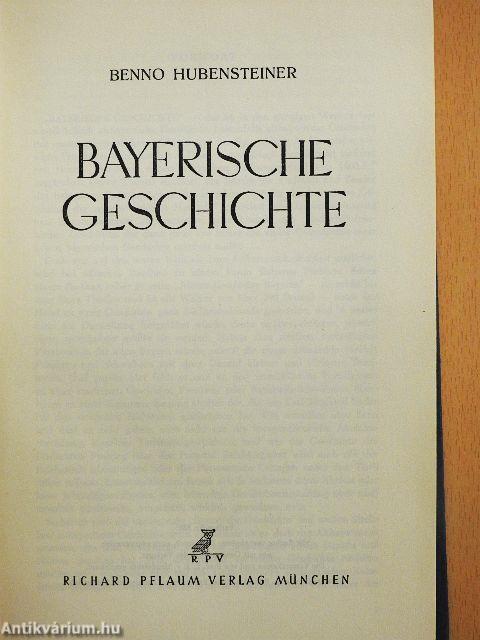 BENNO HUBENSTEINER
BAYERISCHE
GESCHICHTE
RPV
RICHARD PFLAUM VERLAG MÜNCHEN
Antikvárium.hu